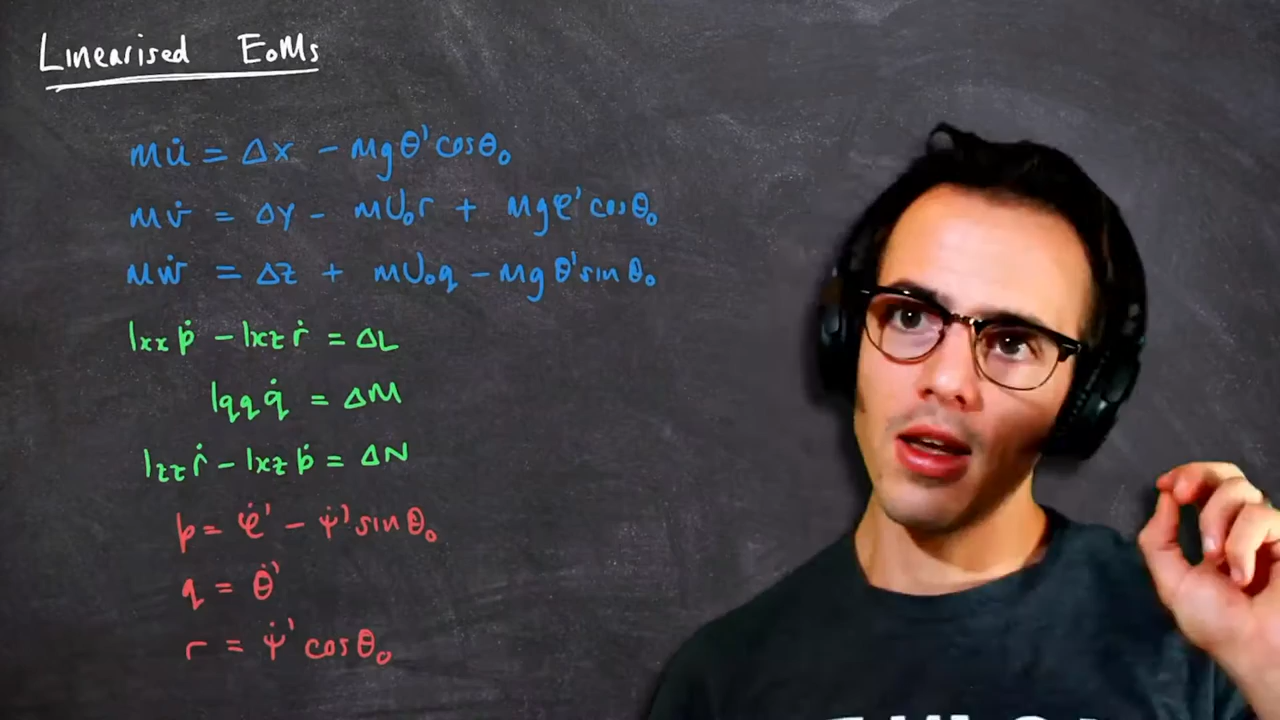 Linearised EoMs
mu̇ = Δx - mgθ'cosθ₀
mv̇ = ΔY - mU₀r + mgφ'cosθ₀
mẇ = Δz + mU₀q - mgθ'sinθ₀
Ixxṗ - Ixzṙ = ΔL
Iqqq̇ = ΔM
Izzṙ - Ixzṗ = ΔN
p = φ̇' - ψ̇'sinθ₀
q = θ̇'
r = ψ̇'cosθ₀